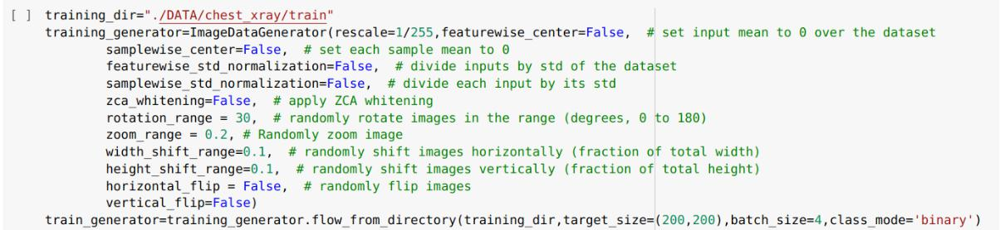 [ ] training_dir="./DATA/chest_xray/train"
training_generator=ImageDataGenerator(rescale=1/255,featurewise_center=False,  # set input mean to 0 over the dataset
        samplewise_center=False,  # set each sample mean to 0
        featurewise_std_normalization=False,  # divide inputs by std of the dataset
        samplewise_std_normalization=False,  # divide each input by its std
        zca_whitening=False,  # apply ZCA whitening
        rotation_range = 30,  # randomly rotate images in the range (degrees, 0 to 180)
        zoom_range = 0.2, # Randomly zoom image
        width_shift_range=0.1,  # randomly shift images horizontally (fraction of total width)
        height_shift_range=0.1,  # randomly shift images vertically (fraction of total height)
        horizontal_flip = False,  # randomly flip images
        vertical_flip=False)
train_generator=training_generator.flow_from_directory(training_dir,target_size=(200,200),batch_size=4,class_mode='binary')